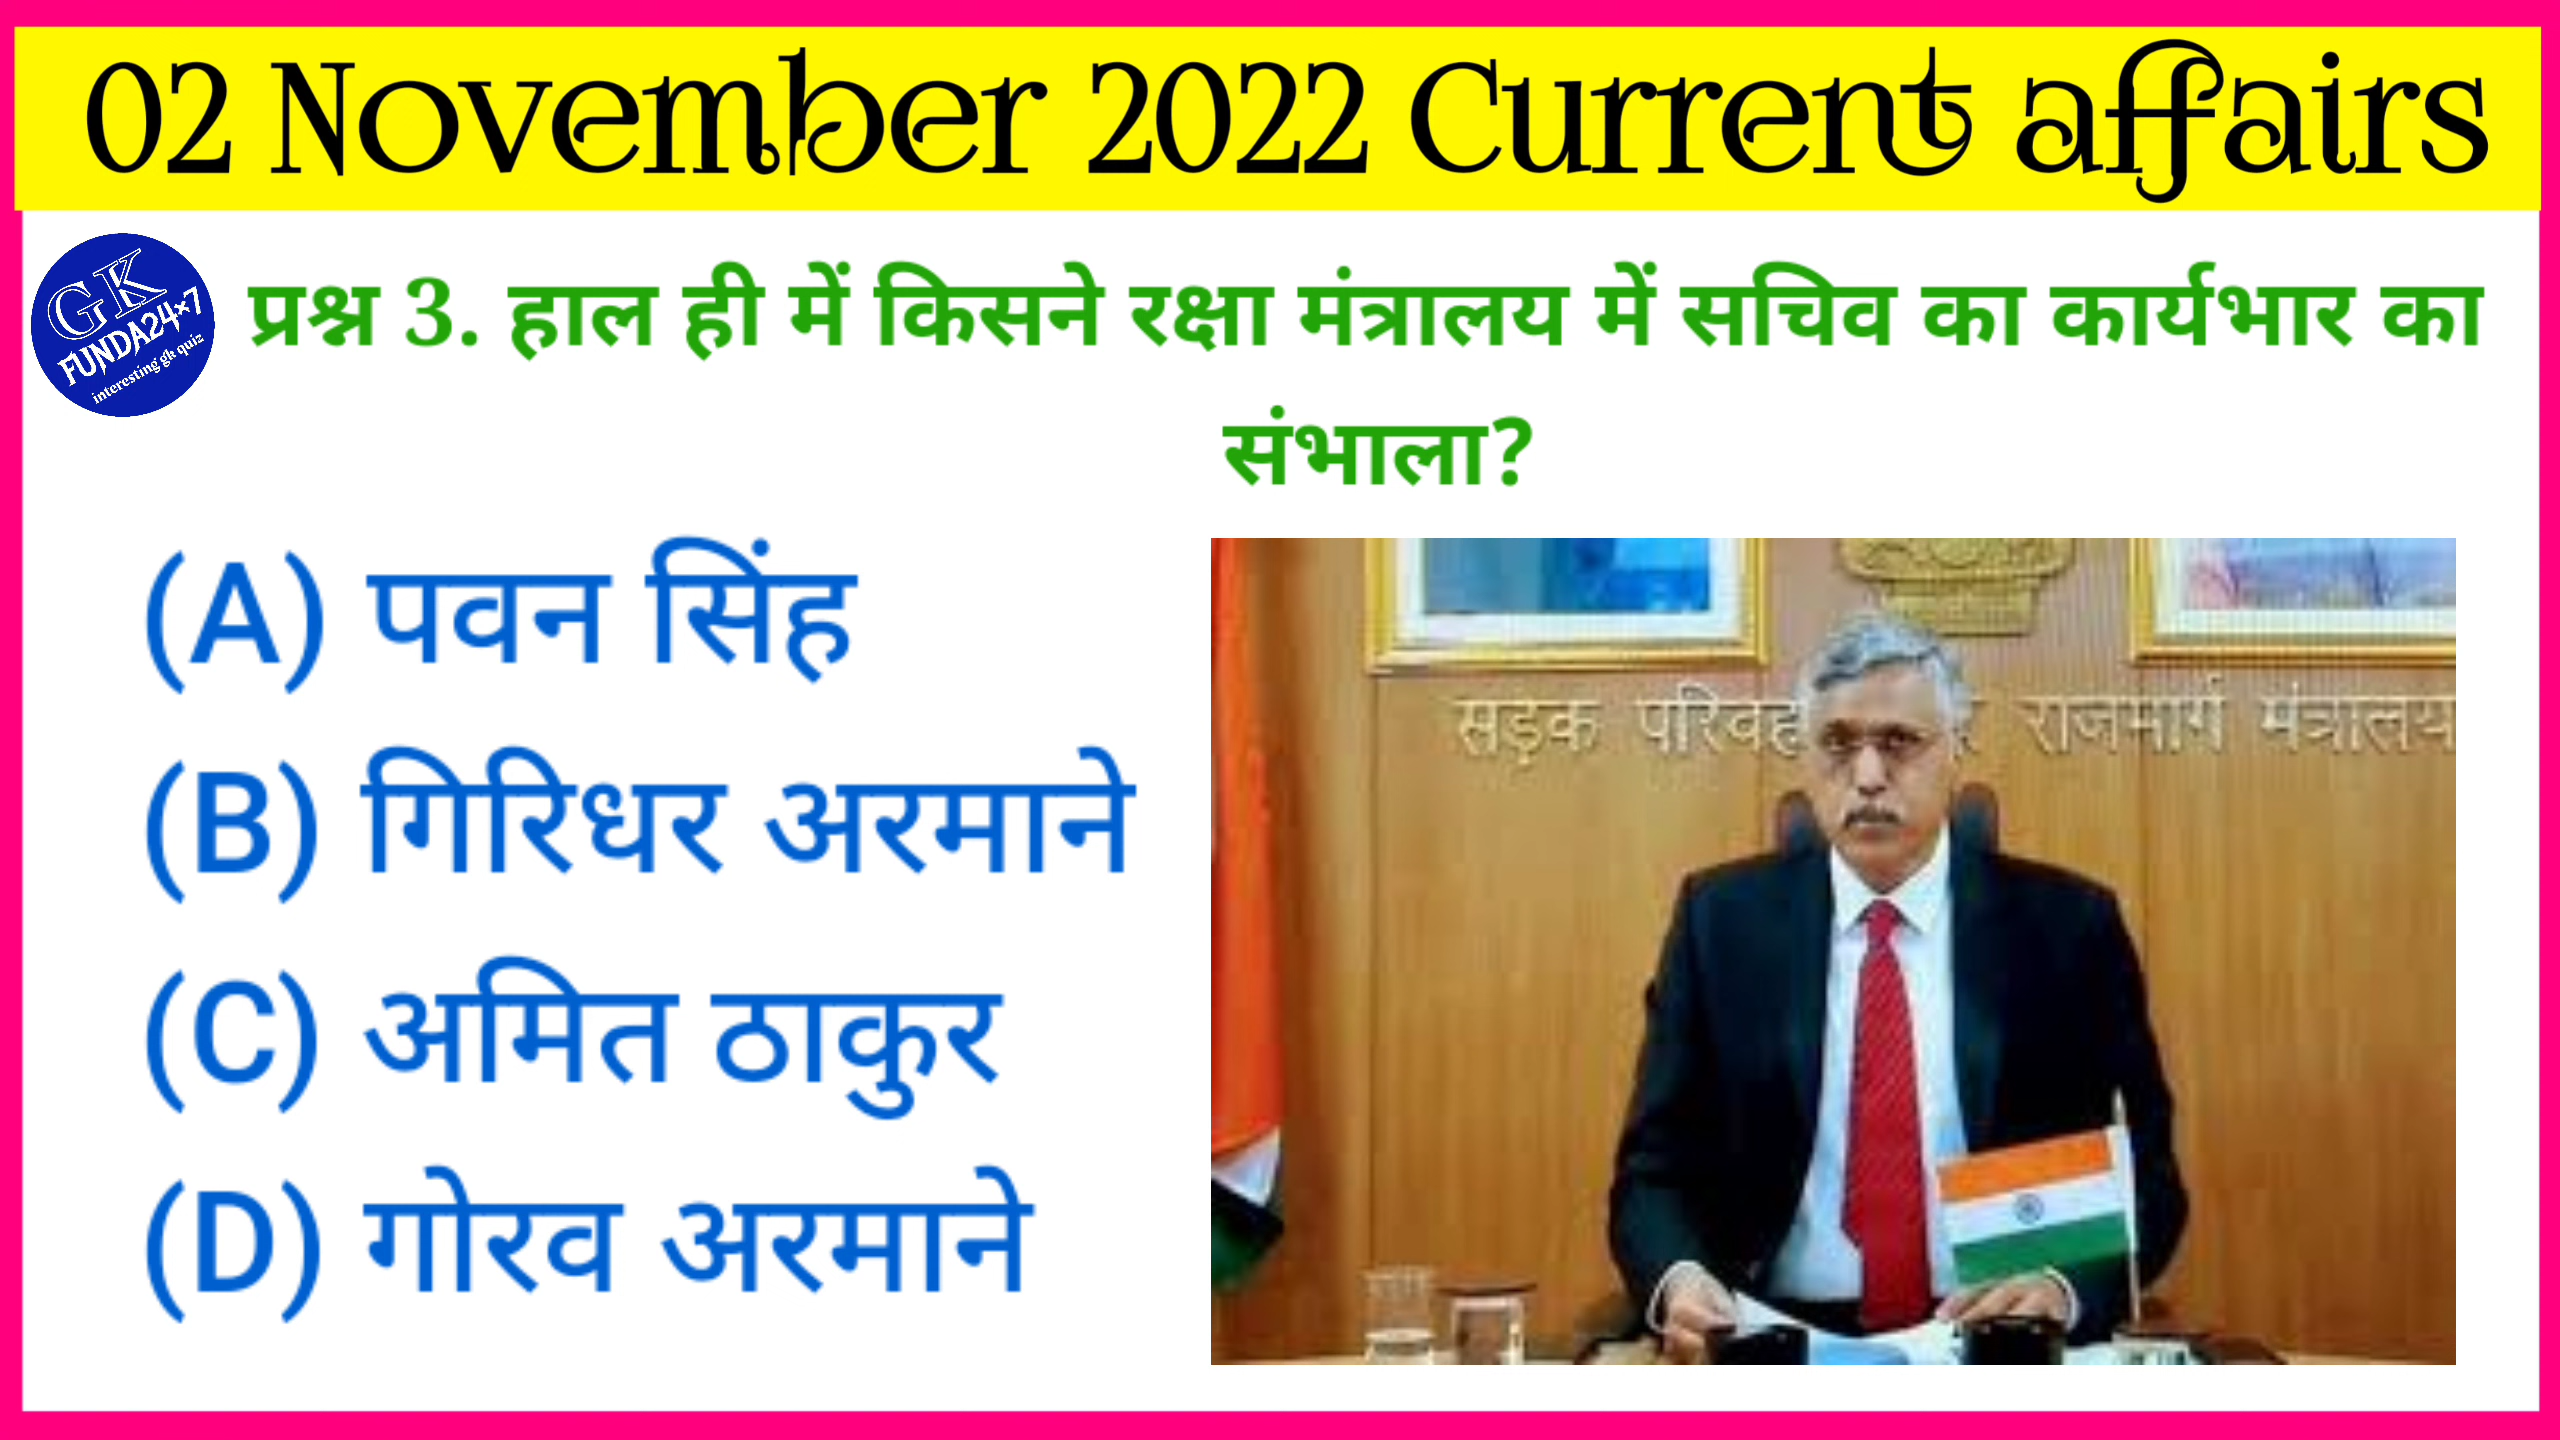 02 November 2022 Current affairs
GK
FUNDA24×7
interesting gk quiz
प्रश्न 3. हाल ही में किसने रक्षा मंत्रालय में सचिव का कार्यभार का
संभाला?
(A) पवन सिंह
(B) गिरिधर अरमाने
(C) अमित ठाकुर
(D) गोरव अरमाने
सड़क परिवह र राजमार्ग मंत्रालय